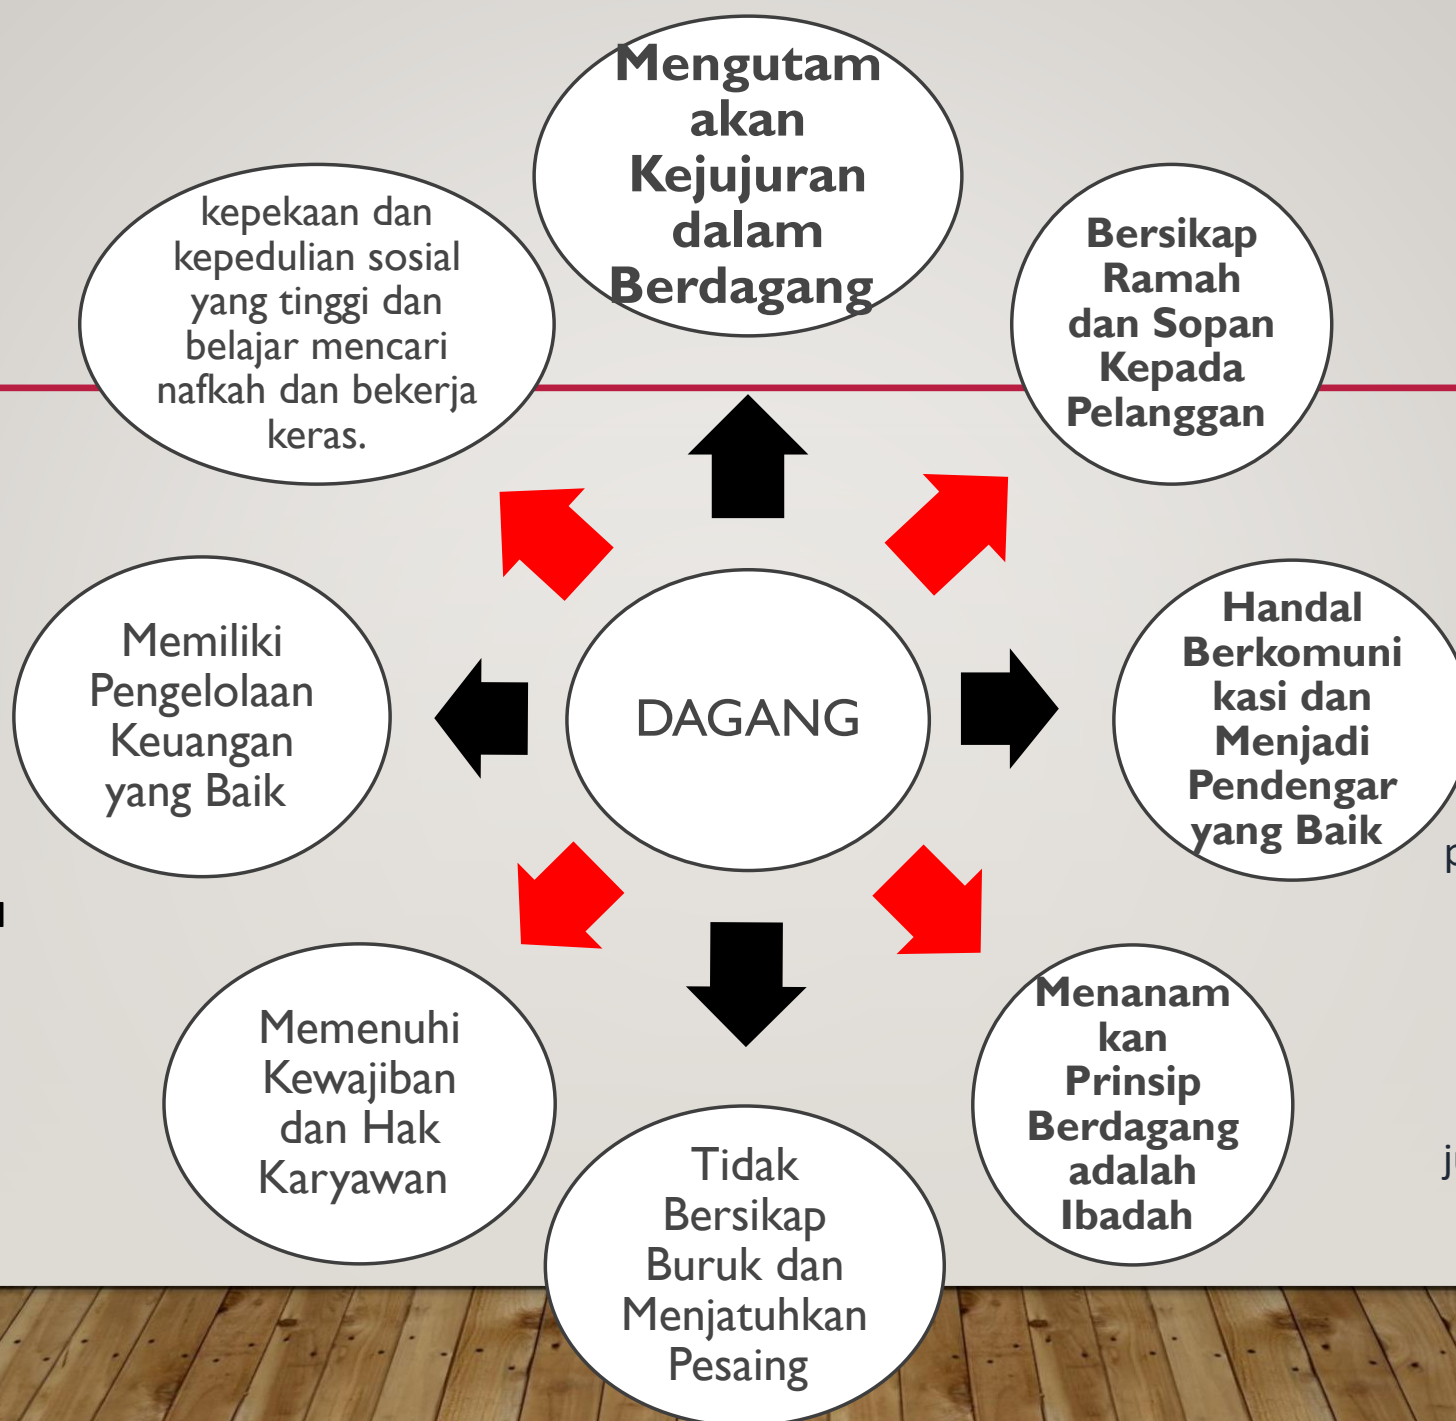 Mengutam
akan
Kejujuran
dalam
Berdagang
Bersikap
Ramah
dan Sopan
Kepada
Pelanggan
Handal
Berkomuni
kasi dan
Menjadi
Pendengar
yang Baik
Menanam
kan
Prinsip
Berdagang
adalah
Ibadah
Tidak
Bersikap
Buruk dan
Menjatuhkan
Pesaing
Memenuhi
Kewajiban
dan Hak
Karyawan
Memiliki
Pengelolaan
Keuangan
yang Baik
kepekaan dan
kepedulian sosial
yang tinggi dan
belajar mencari
nafkah dan bekerja
keras.
DAGANG